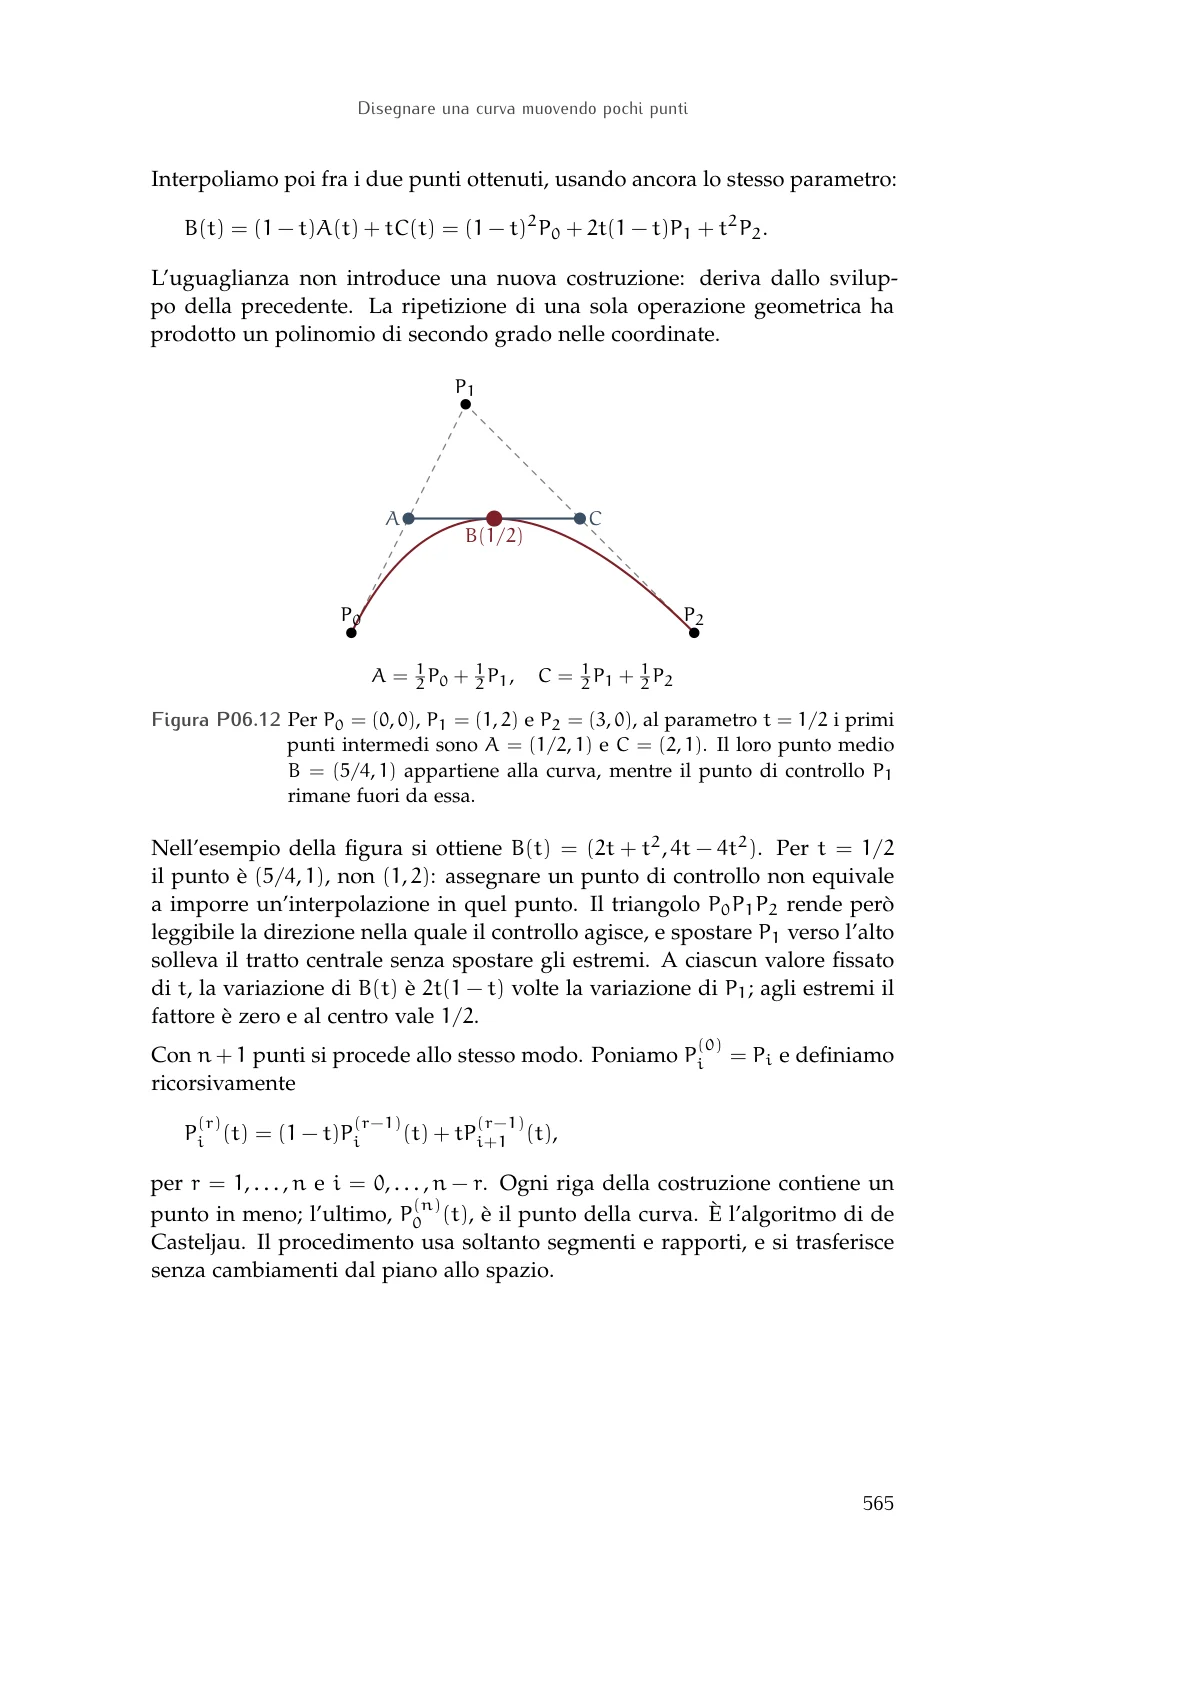 Disegnare una curva muovendo pochi punti
Interpoliamo poi fra i due punti ottenuti, usando ancora lo stesso parametro:
B(t) = (1 − t)A(t) + tC(t) = (1 − t)²P₀ + 2t(1 − t)P₁ + t²P₂.
L'uguaglianza non introduce una nuova costruzione: deriva dallo svilup-
po della precedente. La ripetizione di una sola operazione geometrica ha
prodotto un polinomio di secondo grado nelle coordinate.
P₁
A
C
B(1/2)
P₀
P₂
A = ½P₀ + ½P₁, C = ½P₁ + ½P₂
Figura P06.12 Per P₀ = (0, 0), P₁ = (1, 2) e P₂ = (3, 0), al parametro t = 1/2 i primi
punti intermedi sono A = (1/2, 1) e C = (2, 1). Il loro punto medio
B = (5/4, 1) appartiene alla curva, mentre il punto di controllo P₁
rimane fuori da essa.
Nell'esempio della figura si ottiene B(t) = (2t + t², 4t − 4t²). Per t = 1/2
il punto è (5/4, 1), non (1, 2): assegnare un punto di controllo non equivale
a imporre un'interpolazione in quel punto. Il triangolo P₀P₁P₂ rende però
leggibile la direzione nella quale il controllo agisce, e spostare P₁ verso l'alto
solleva il tratto centrale senza spostare gli estremi. A ciascun valore fissato
di t, la variazione di B(t) è 2t(1 − t) volte la variazione di P₁; agli estremi il
fattore è zero e al centro vale 1/2.
Con n + 1 punti si procede allo stesso modo. Poniamo Pᵢ⁽⁰⁾ = Pᵢ e definiamo
ricorsivamente
Pᵢ⁽ʳ⁾(t) = (1 − t)Pᵢ⁽ʳ⁻¹⁾(t) + tPᵢ₊₁⁽ʳ⁻¹⁾(t),
per r = 1, . . . , n e i = 0, . . . , n − r. Ogni riga della costruzione contiene un
punto in meno; l'ultimo, P₀⁽ⁿ⁾(t), è il punto della curva. È l'algoritmo di de
Casteljau. Il procedimento usa soltanto segmenti e rapporti, e si trasferisce
senza cambiamenti dal piano allo spazio.
565